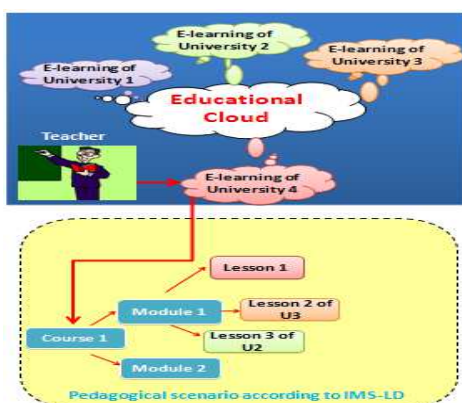 E-learning of
University 2
E-learning of
University 3
E-learning of
University 1
Educational
Cloud
Teacher
E-learning of
University 4
Lesson 1
Module 1
Lesson 2 of
U3
Course 1
Lesson 3 of
U2
Module 2
Pedagogical scenario according to IMS-LD